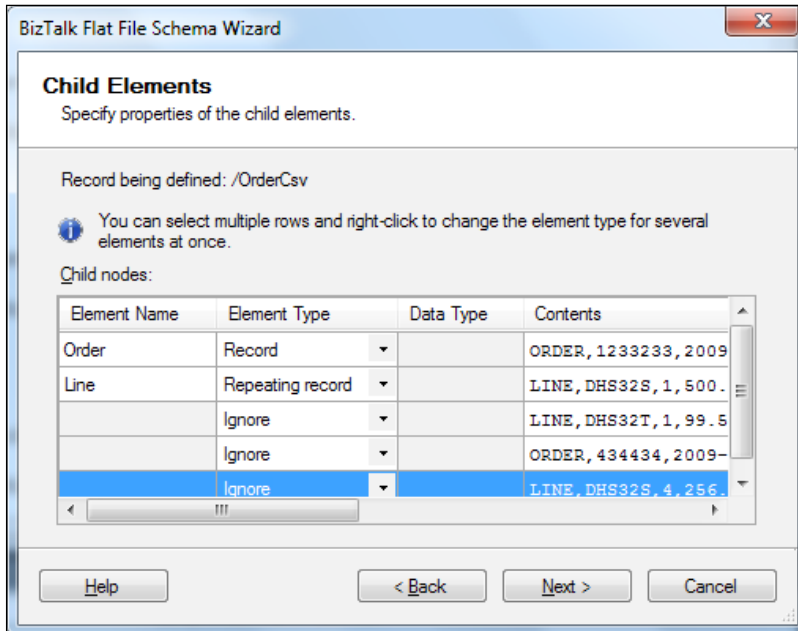 BizTalk Flat File Schema Wizard
Child Elements
Specify properties of the child elements.
Record being defined: /OrderCsv
You can select multiple rows and right-click to change the element type for several
elements at once.
Child nodes:
Element Name Element Type Data Type Contents
Order Record ORDER,1233233,2009
Line Repeating record LINE,DHS32S,1,500.
Ignore LINE,DHS32T,1,99.5
Ignore ORDER,434434,2009-
Ignore LINE,DHS32S,4,256.
Help < Back Next > Cancel